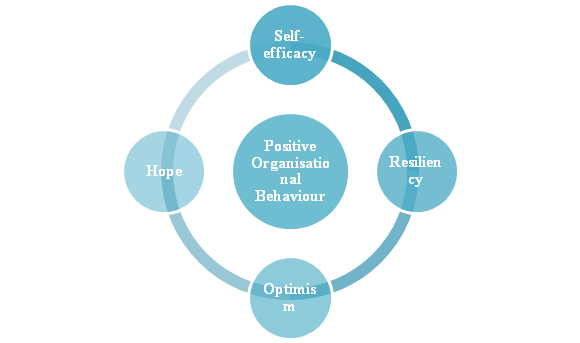 Self-
efficacy
Positive
Organisatio
nal
Behaviour
Hope
Resilien
cy
Optimis
m